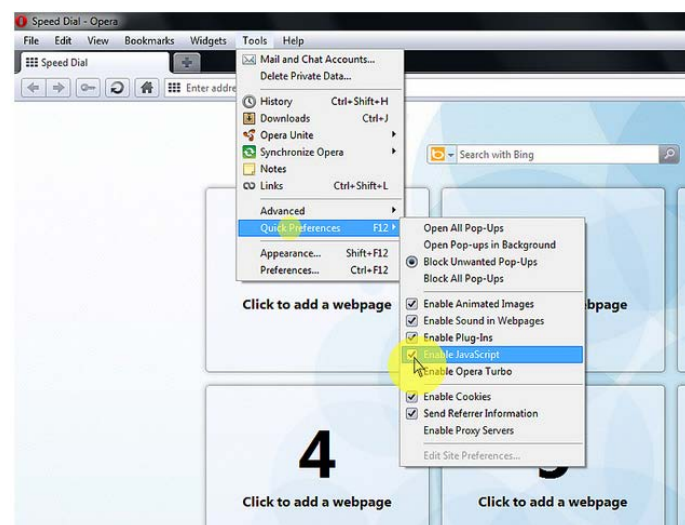 Speed Dial - Opera
File Edit View Bookmarks Widgets Tools Help
Speed Dial
Enter addre
Mail and Chat Accounts...
Delete Private Data...
History Ctrl+Shift+H
Downloads Ctrl+J
Opera Unite
Synchronize Opera
Notes
Links Ctrl+Shift+L
Advanced
Quick Preferences F12
Appearance... Shift+F12
Preferences... Ctrl+F12
Search with Bing
Open All Pop-Ups
Open Pop-ups in Background
Block Unwanted Pop-Ups
Block All Pop-Ups
Enable Animated Images
Enable Sound in Webpages
Enable Plug-Ins
Enable JavaScript
Enable Opera Turbo
Enable Cookies
Send Referrer Information
Enable Proxy Servers
Edit Site Preferences...
Click to add a webpage
bpage
4
Click to add a webpage
Click to add a webpage